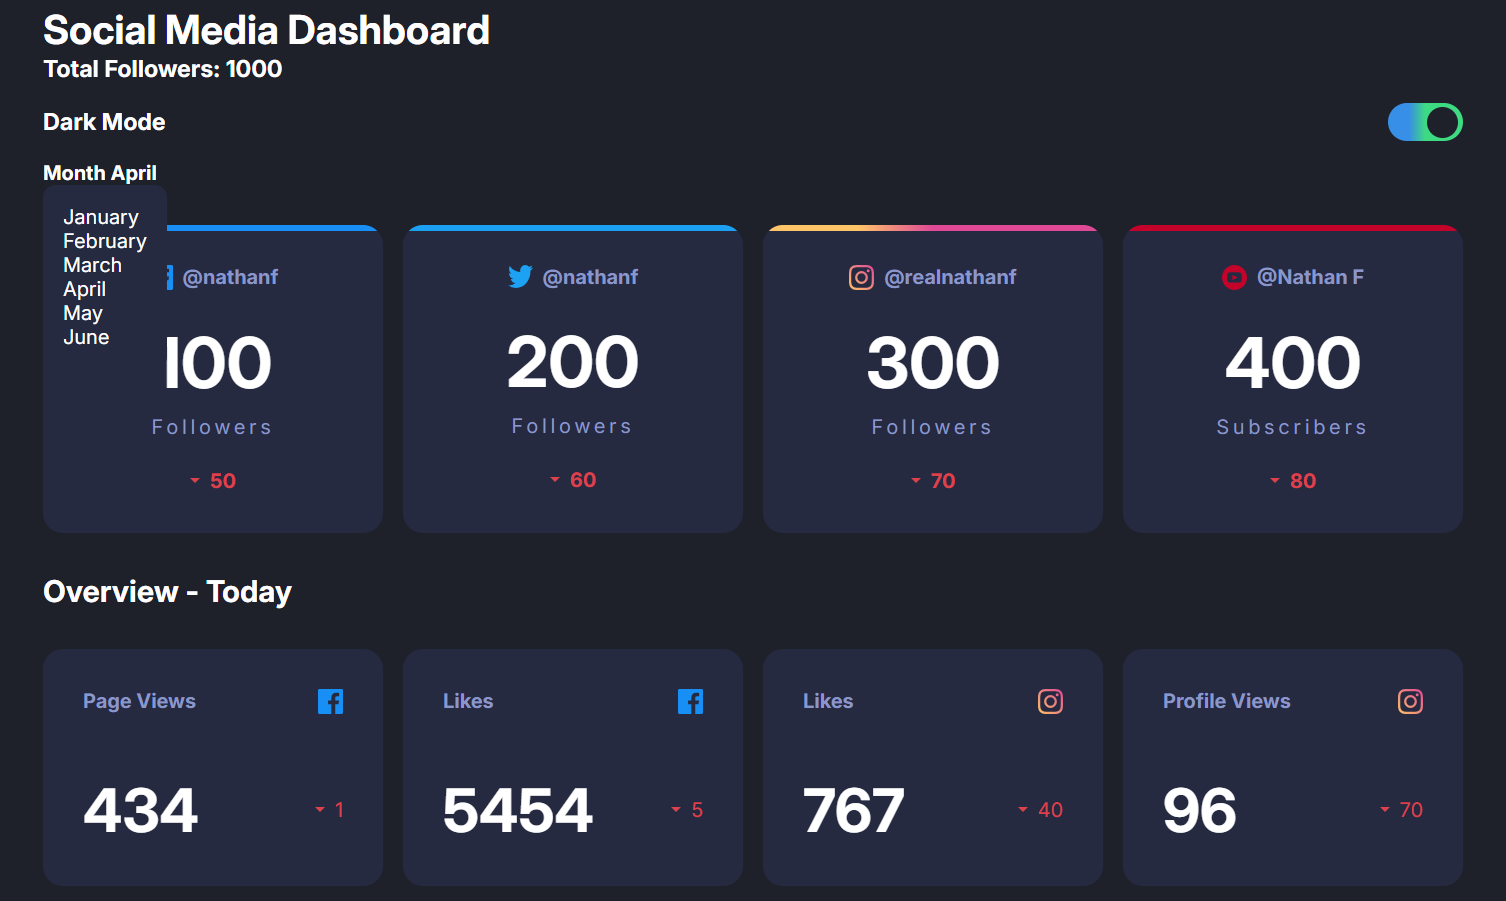 Social Media Dashboard
Total Followers: 1000
Dark Mode
Month April
January
February
March
April
May
June
@nathanf
@nathanf
@realnathanf
@Nathan F
100
200
300
400
Followers
Followers
Followers
Subscribers
50
60
70
80
Overview - Today
Page Views
Likes
Likes
Profile Views
434
1
5454
5
767
40
96
70